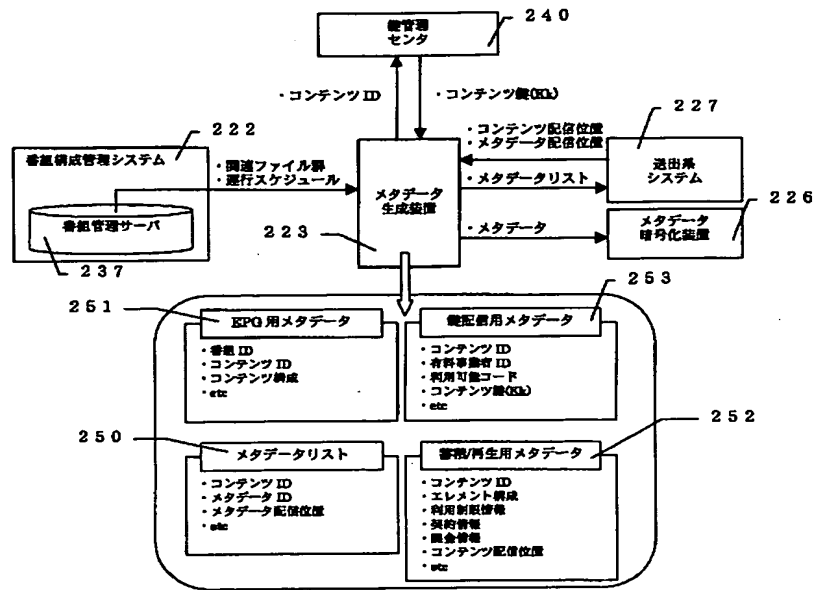 鍵管理
センタ
240
・コンテンツID
・コンテンツ鍵(Kk)
222
番組構成管理システム
番組管理サーバ
237
・関連ファイル群
・運行スケジュール
メタデータ
生成装置
223
・コンテンツ配信位置
・メタデータ配信位置
・メタデータリスト
・メタデータ
227
送出系
システム
226
メタデータ
暗号化装置
251
EPG用メタデータ
・番組ID
・コンテンツID
・コンテンツ構成
・etc
253
鍵配信用メタデータ
・コンテンツID
・有料事業者ID
・利用可能コード
・コンテンツ鍵(Kk)
・etc
250
メタデータリスト
・コンテンツID
・メタデータID
・メタデータ配信位置
・etc
252
蓄積/再生用メタデータ
・コンテンツID
・エレメント構成
・利用制限情報
・契約情報
・課金情報
・コンテンツ配信位置
・etc